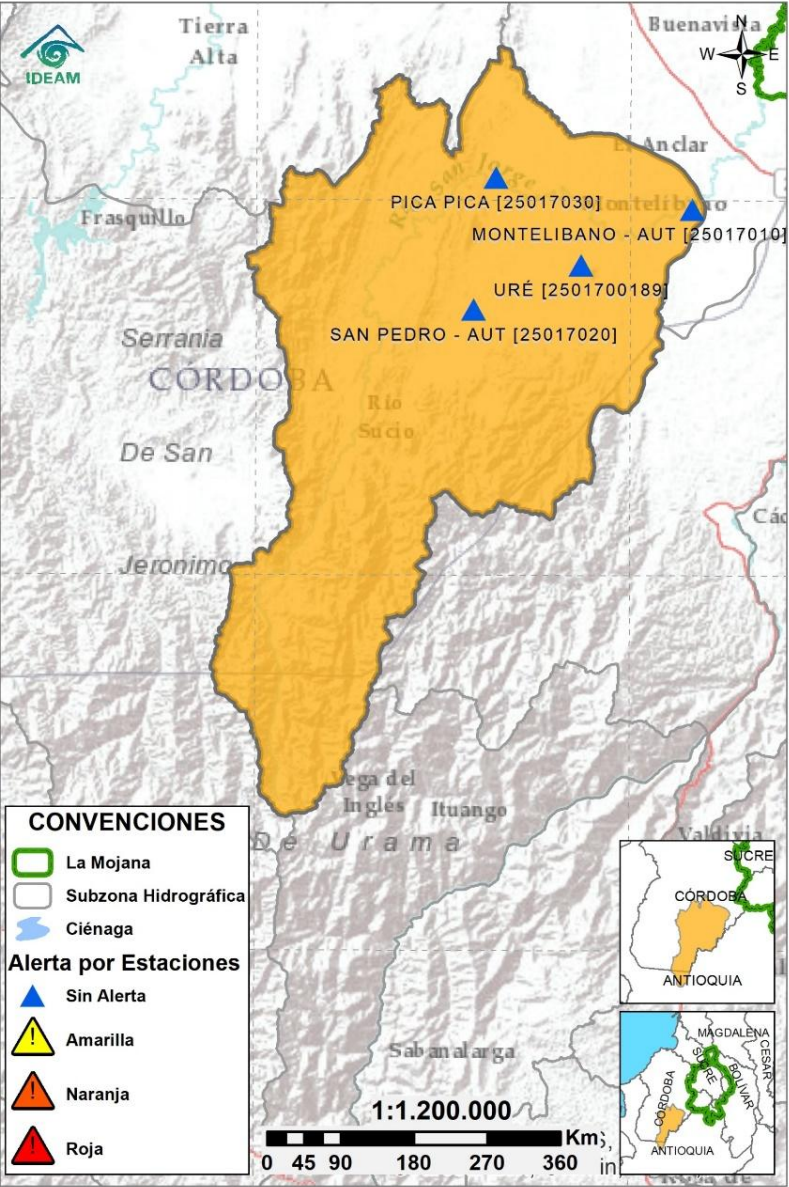 IDEAM
Tierra
Alta
Buenavista
N
W
E
S
El Anclar
Río San Jorge
PICA PICA [25017030]
Montelibano
Frasquillo
MONTELIBANO - AUT [25017010]
URÉ [2501700189]
SAN PEDRO - AUT [25017020]
Serrania
CÓRDOBA
Río
Sucio
De San
Jeronimo
Vega del
Inglés
Ituango
De Urama
Valdivia
CONVENCIONES
La Mojana
Subzona Hidrográfica
Ciénaga
Alerta por Estaciones
Sin Alerta
Amarilla
Naranja
Roja
Sabanalarga
1:1.200.000
Km
0 45 90 180 270 360
SUCRE
CÓRDOBA
ANTIOQUIA
MAGDALENA
CESAR
SUCRE
BOLÍVAR
CÓRDOBA
ANTIOQUIA